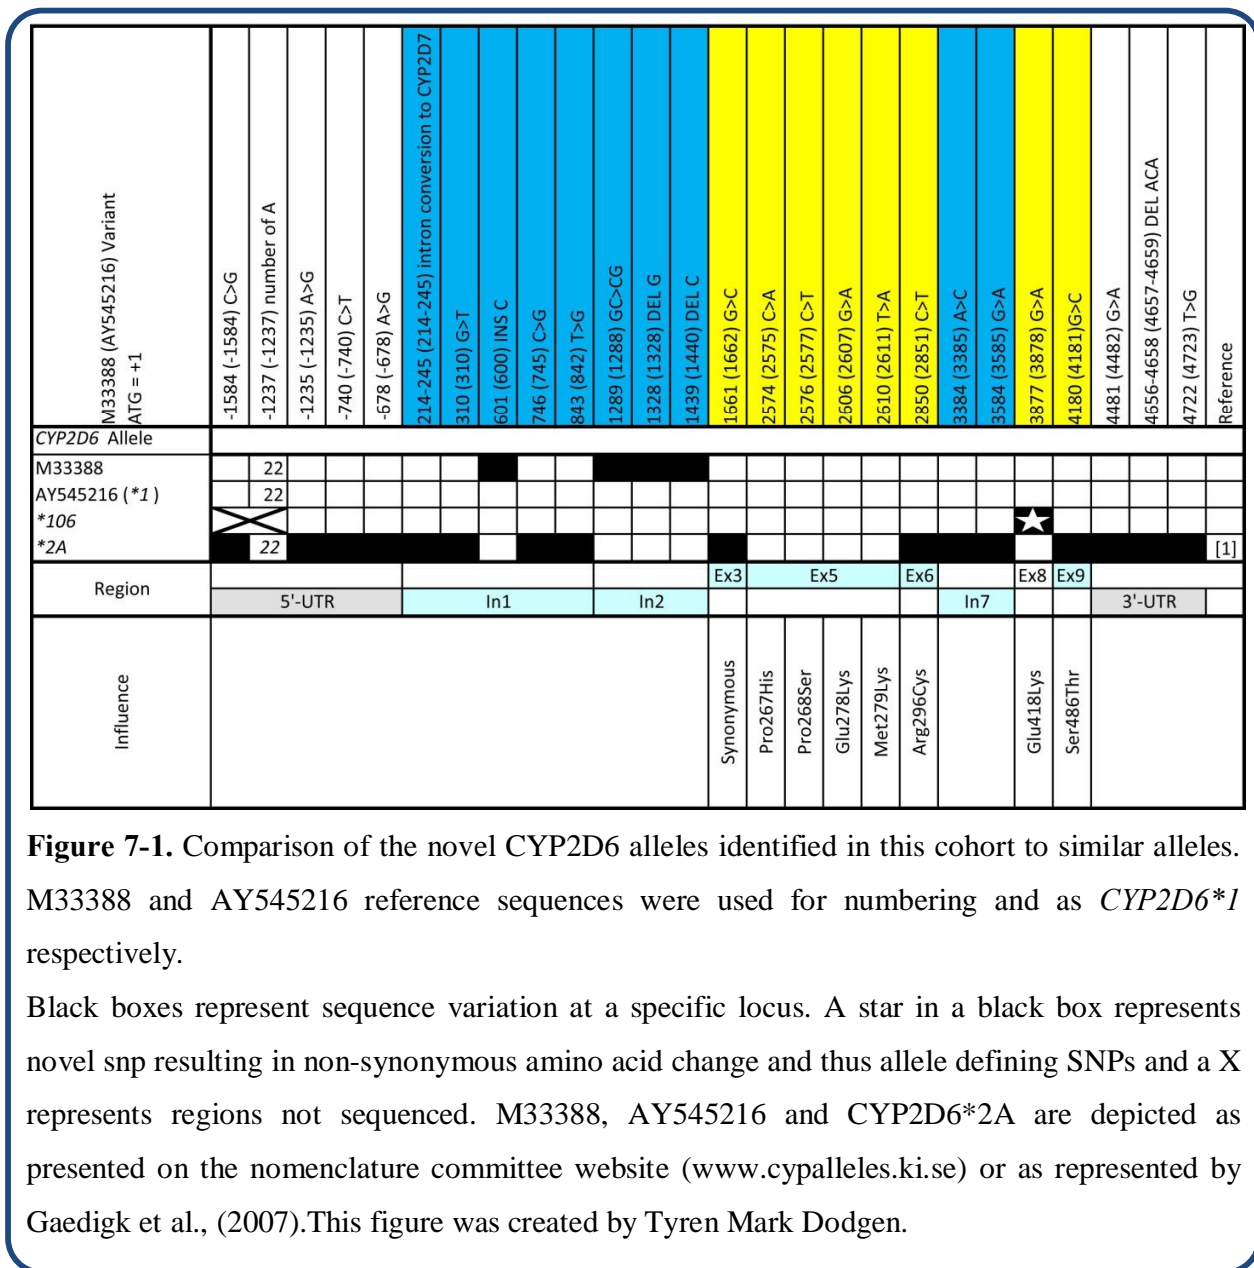 M33388 (AY545216) Variant
ATG = +1
-1584 (-1584) C>G
-1237 (-1237) number of A
-1235 (-1235) A>G
-740 (-740) C>T
-678 (-678) A>G
214-245 (214-245) intron conversion to CYP2D7
310 (310) G>T
601 (600) INS C
746 (745) C>G
843 (842) T>G
1289 (1288) GC>CG
1328 (1328) DEL G
1439 (1440) DEL C
1661 (1662) G>C
2574 (2575) C>A
2576 (2577) C>T
2606 (2607) G>A
2610 (2611) T>A
2850 (2851) C>T
3384 (3385) A>C
3584 (3585) G>A
3877 (3878) G>A
4180 (4181)G>C
4481 (4482) G>A
4656-4658 (4657-4659) DEL ACA
4722 (4723) T>G
Reference
CYP2D6 Allele
M33388 22
AY545216 (*1) 22
*106
*2A 22 [1]
Region
Ex3 Ex5 Ex6 Ex8 Ex9
5'-UTR In1 In2 In7 3'-UTR
Influence
Synonymous
Pro267His
Pro268Ser
Glu278Lys
Met279Lys
Arg296Cys
Glu418Lys
Ser486Thr
Figure 7-1. Comparison of the novel CYP2D6 alleles identified in this cohort to similar alleles.
M33388 and AY545216 reference sequences were used for numbering and as CYP2D6*1
respectively.
Black boxes represent sequence variation at a specific locus. A star in a black box represents
novel snp resulting in non-synonymous amino acid change and thus allele defining SNPs and a X
represents regions not sequenced. M33388, AY545216 and CYP2D6*2A are depicted as
presented on the nomenclature committee website (www.cypalleles.ki.se) or as represented by
Gaedigk et al., (2007).This figure was created by Tyren Mark Dodgen.